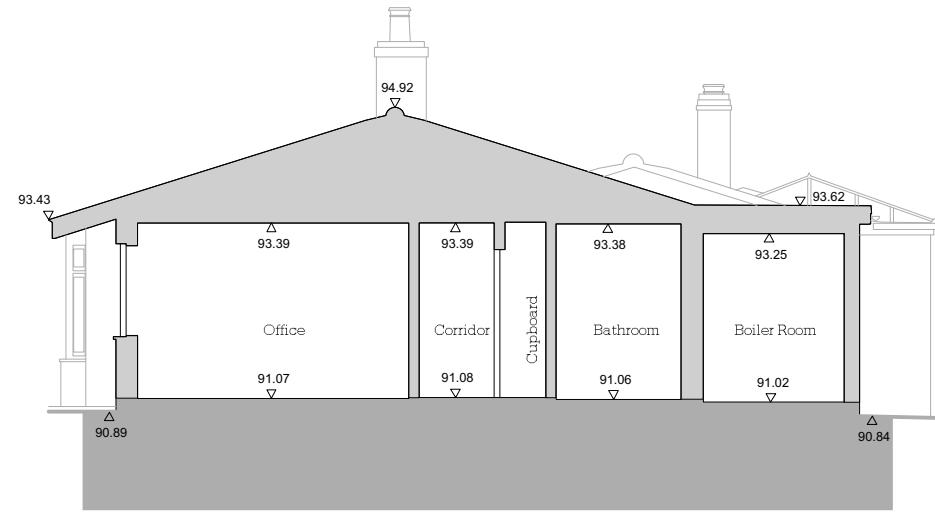 94.92
93.43
93.62
93.39
93.39
93.38
93.25
Office
Corridor
Cupboard
Bathroom
Boiler Room
91.07
91.08
91.06
91.02
90.89
90.84